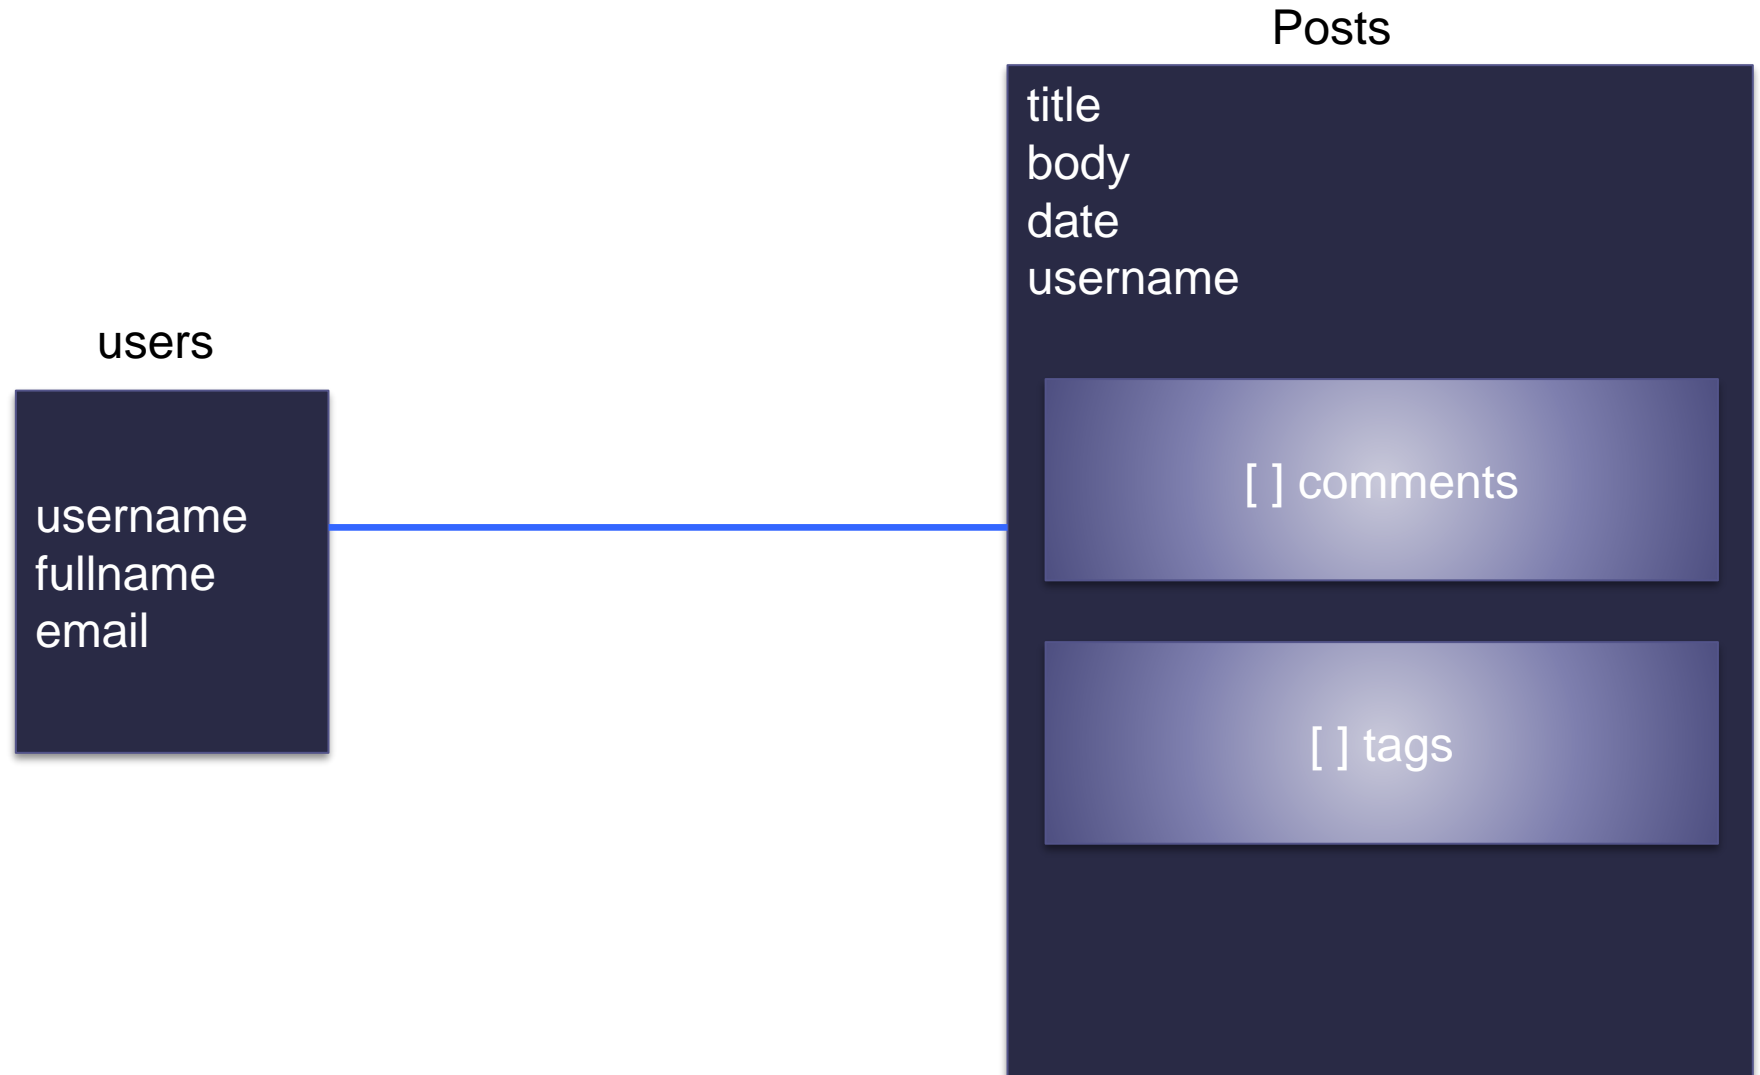 Posts
title
body
date
username
[ ] comments
[ ] tags
users
username
fullname
email